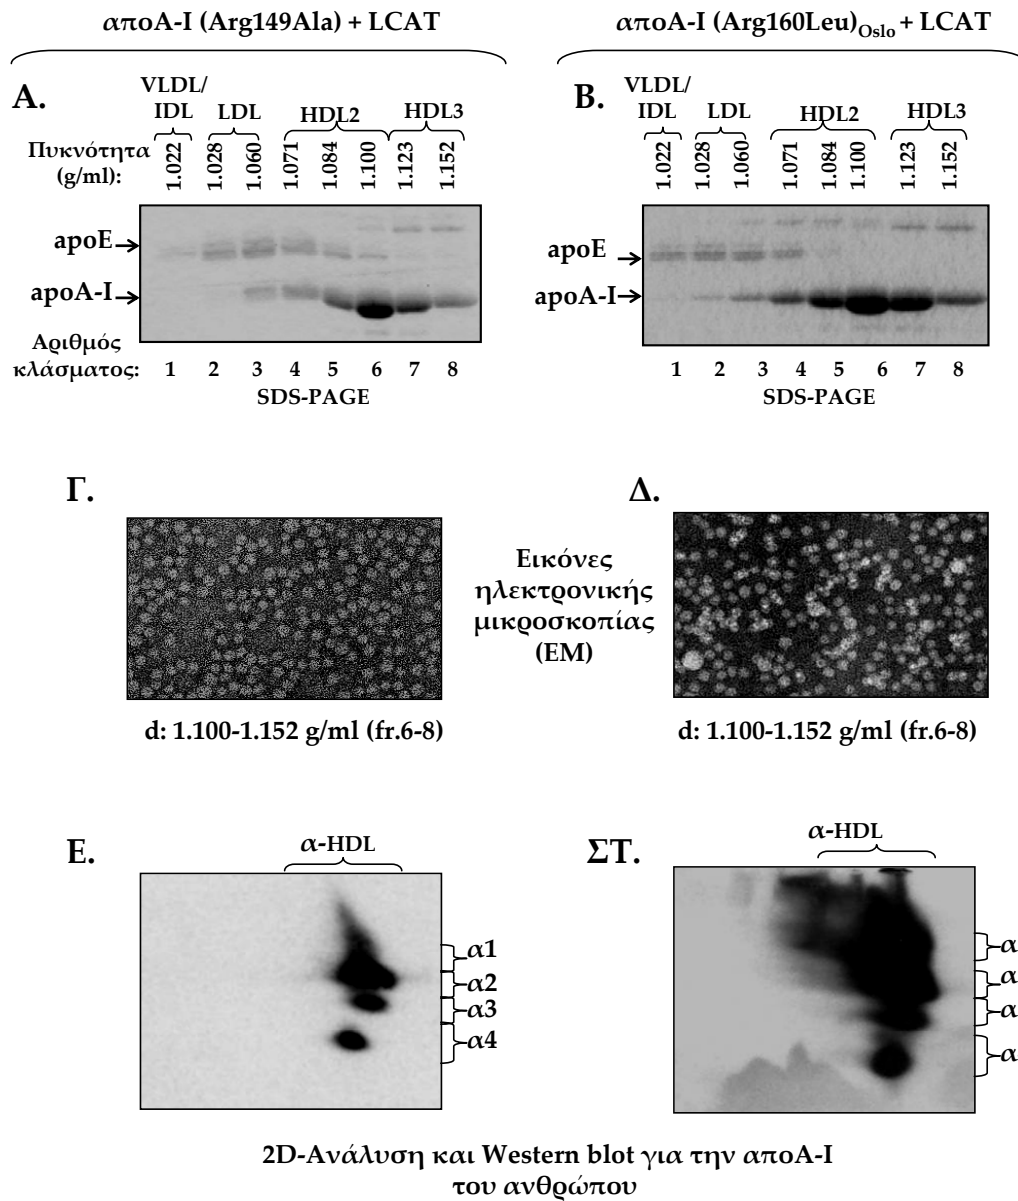 αποA-I (Arg149Ala) + LCAT
αποA-I (Arg160Leu)Oslo + LCAT
Α.
VLDL/
IDL
LDL
HDL2
HDL3
Πυκνότητα
(g/ml):
1.022
1.028
1.060
1.071
1.084
1.100
1.123
1.152
apoE
apoA-I
Αριθμός
κλάσματος:
1 2 3 4 5 6 7 8
SDS-PAGE
Β.
VLDL/
IDL
LDL
HDL2
HDL3
1.022
1.028
1.060
1.071
1.084
1.100
1.123
1.152
apoE
apoA-I
1 2 3 4 5 6 7 8
SDS-PAGE
Γ.
Δ.
Εικόνες
ηλεκτρονικής
μικροσκοπίας
(EM)
d: 1.100-1.152 g/ml (fr.6-8)
d: 1.100-1.152 g/ml (fr.6-8)
Ε.
α-HDL
α1
α2
α3
α4
ΣΤ.
α-HDL
α
α
α
α
2D-Ανάλυση και Western blot για την αποA-I
του ανθρώπου